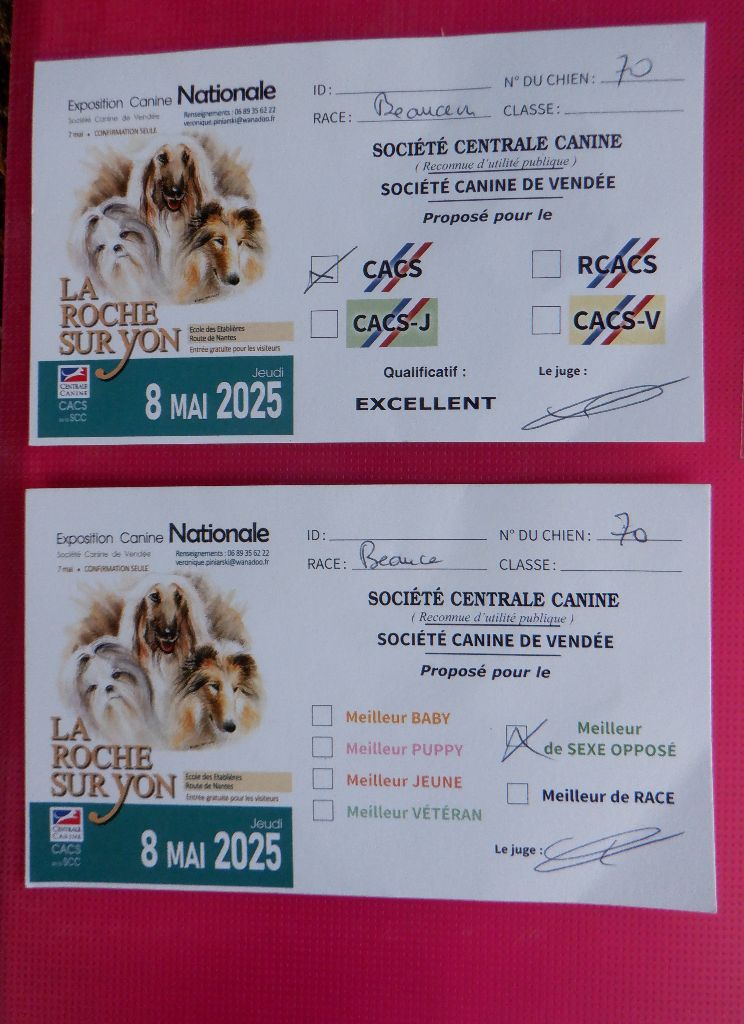 Exposition Canine Nationale
Société Canine de Vendée
Renseignements : 06 89 35 62 22
veronique.piniarski@wanadoo.fr
7 mai • CONFIRMATION SEULE
LA
ROCHE
SUR YON
Ecole des Etablières
Route de Nantes
Entrée gratuite pour les visiteurs
CENTRALE
CANINE
CACS
de la SCC
Jeudi
8 MAI 2025
ID :
N° DU CHIEN : 70
RACE : Beauceron
CLASSE :
SOCIÉTÉ CENTRALE CANINE
( Reconnue d'utilité publique )
SOCIÉTÉ CANINE DE VENDÉE
Proposé pour le
CACS
RCACS
CACS-J
CACS-V
Qualificatif :
Le juge :
EXCELLENT
Exposition Canine Nationale
Société Canine de Vendée
Renseignements : 06 89 35 62 22
veronique.piniarski@wanadoo.fr
7 mai • CONFIRMATION SEULE
LA
ROCHE
SUR YON
Ecole des Etablières
Route de Nantes
Entrée gratuite pour les visiteurs
CENTRALE
CANINE
CACS
de la SCC
Jeudi
8 MAI 2025
ID :
N° DU CHIEN : 70
RACE : Beauce
CLASSE :
SOCIÉTÉ CENTRALE CANINE
( Reconnue d'utilité publique )
SOCIÉTÉ CANINE DE VENDÉE
Proposé pour le
Meilleur BABY
Meilleur PUPPY
Meilleur JEUNE
Meilleur VÉTÉRAN
Meilleur
de SEXE OPPOSÉ
Meilleur de RACE
Le juge :